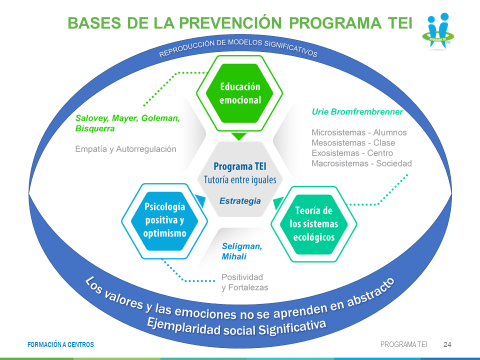 BASES DE LA PREVENCIÓN PROGRAMA TEI
REPRODUCCIÓN DE MODELOS SIGNIFICATIVOS
Educación
emocional
Salovey, Mayer, Goleman,
Bisquerra
Empatía y Autorregulación
Urie Bromfrembrenner
Microsistemas - Alumnos
Mesosistemas - Clase
Exosistemas - Centro
Macrosistemas - Sociedad
Programa TEI
Tutoría entre iguales
Estrategia
Psicología
positiva y
optimismo
Teoría de
los sistemas
ecológicos
Seligman,
Mihali
Positividad
y Fortalezas
Los valores y las emociones no se aprenden en abstracto
Ejemplaridad social Significativa
FORMACIÓN A CENTROS
PROGRAMA TEI
24